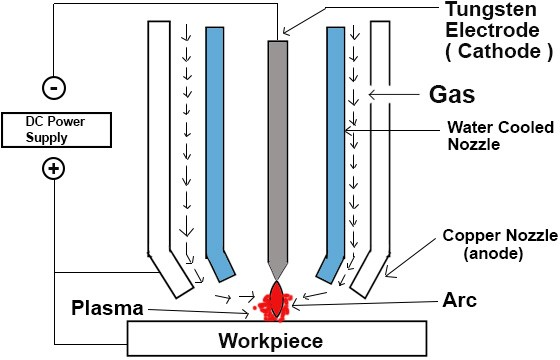 Tungsten
Electrode
( Cathode )
-
DC Power
Supply
+
Gas
Water Cooled
Nozzle
Copper Nozzle
(anode)
Plasma
Arc
Workpiece